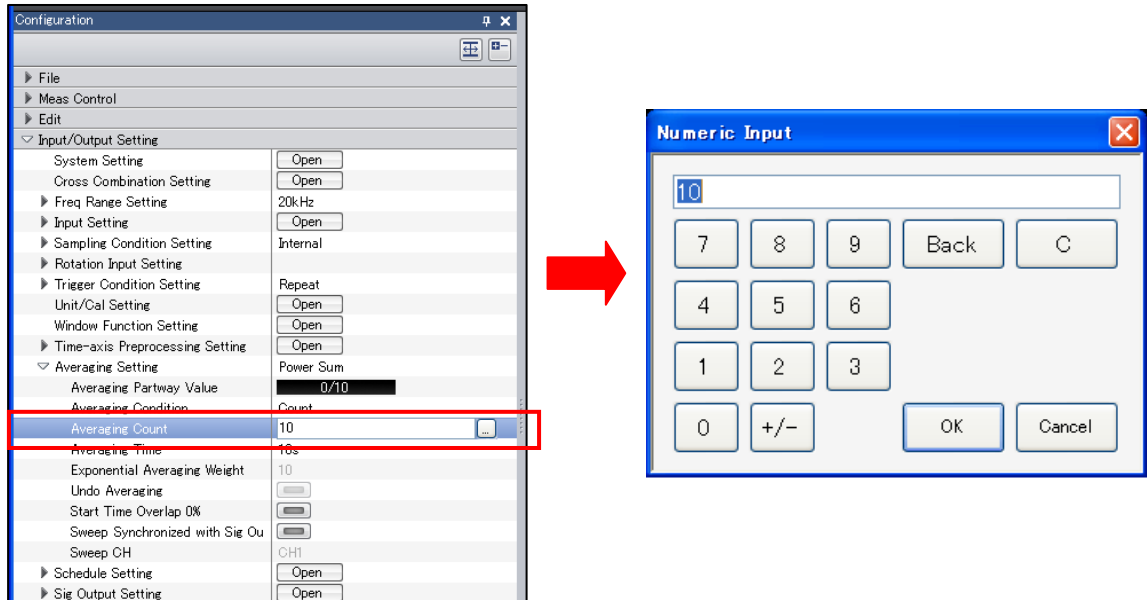 Configuration
File
Meas Control
Edit
Input/Output Setting
System Setting Open
Cross Combination Setting Open
Freq Range Setting 20kHz
Input Setting Open
Sampling Condition Setting Internal
Rotation Input Setting
Trigger Condition Setting Repeat
Unit/Cal Setting Open
Window Function Setting Open
Time-axis Preprocessing Setting Open
Averaging Setting Power Sum
Averaging Partway Value 0/10
Averaging Condition Count
Averaging Count 10 ...
Averaging Time 10s
Exponential Averaging Weight 10
Undo Averaging
Start Time Overlap 0%
Sweep Synchronized with Sig Ou
Sweep CH CH1
Schedule Setting Open
Sig Output Setting Open
Numeric Input
10
7 8 9 Back C
4 5 6
1 2 3
0 +/- OK Cancel